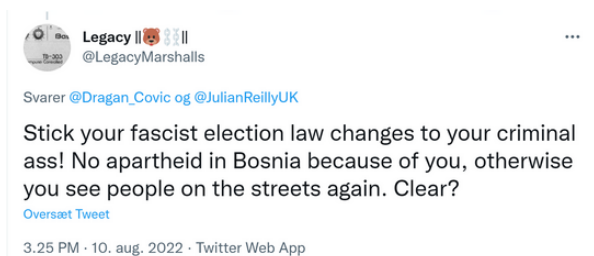 Legacy ||🐻⛓||
@LegacyMarshalls
Svarer @Dragan_Covic og @JulianReillyUK
Stick your fascist election law changes to your criminal
ass! No apartheid in Bosnia because of you, otherwise
you see people on the streets again. Clear?
Oversæt Tweet
3.25 PM · 10. aug. 2022 · Twitter Web App